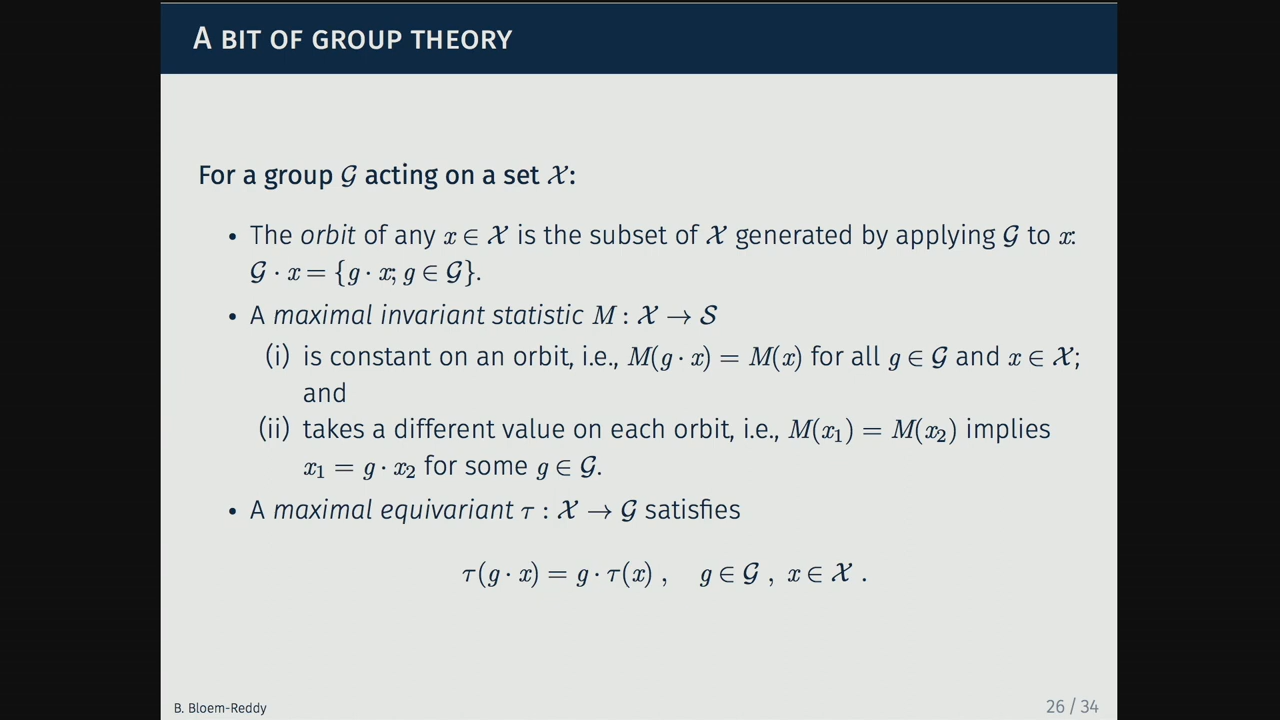 A BIT OF GROUP THEORY
For a group 𝒢 acting on a set 𝒳:
• The orbit of any x ∈ 𝒳 is the subset of 𝒳 generated by applying 𝒢 to x:
𝒢 · x = {g · x; g ∈ 𝒢}.
• A maximal invariant statistic M : 𝒳 → 𝒮
(i) is constant on an orbit, i.e., M(g · x) = M(x) for all g ∈ 𝒢 and x ∈ 𝒳;
and
(ii) takes a different value on each orbit, i.e., M(x₁) = M(x₂) implies
x₁ = g · x₂ for some g ∈ 𝒢.
• A maximal equivariant τ : 𝒳 → 𝒢 satisfies
τ(g · x) = g · τ(x) , g ∈ 𝒢 , x ∈ 𝒳 .
B. Bloem-Reddy
26 / 34